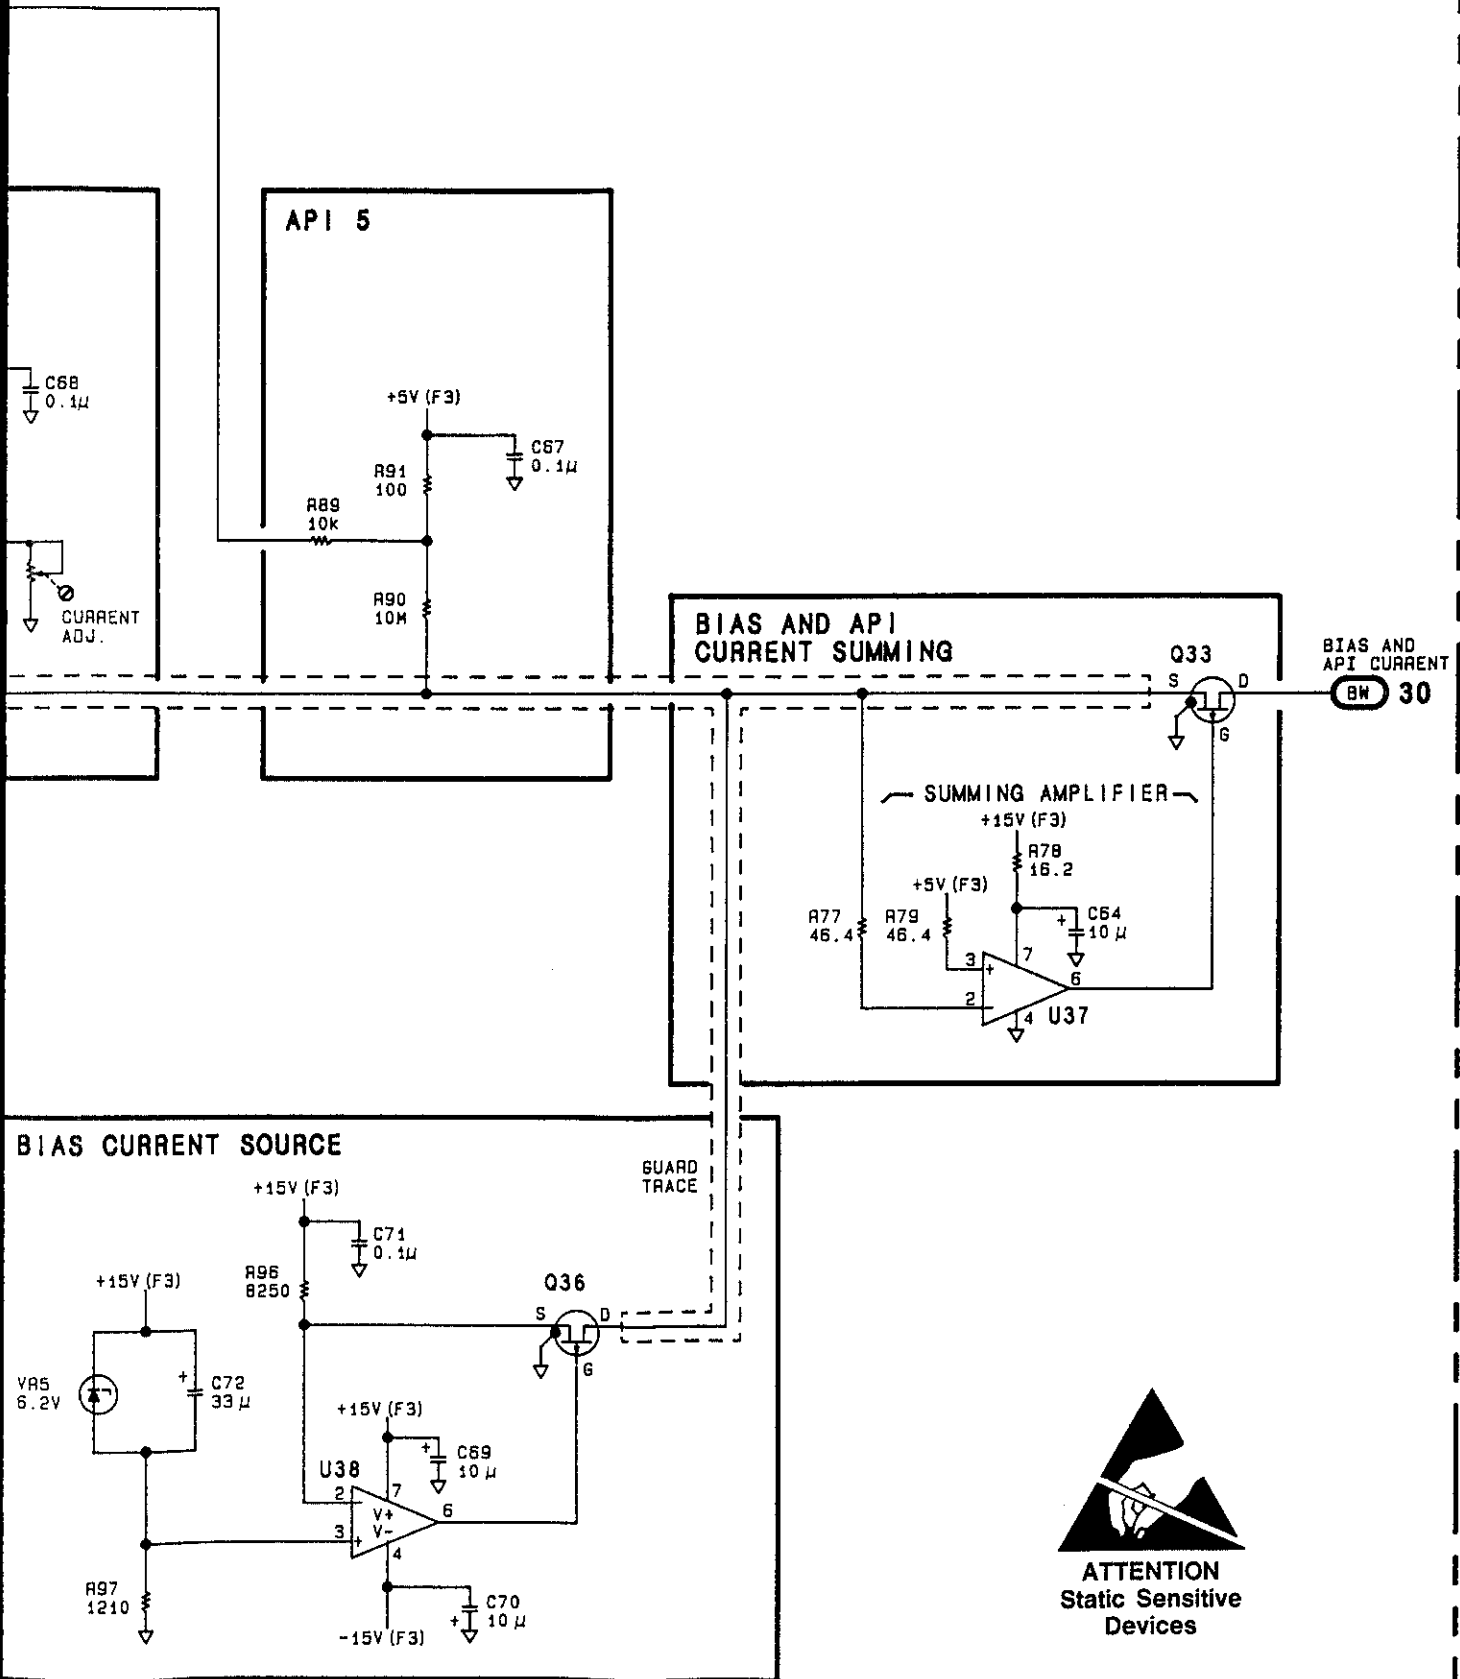 API 5
C68
0.1µ
+5V(F3)
C67
0.1µ
R91
100
R89
10k
R90
10M
CURRENT
ADJ.
BIAS AND API
CURRENT SUMMING
Q33
S
D
G
BIAS AND
API CURRENT
BW 30
SUMMING AMPLIFIER
+15V(F3)
R78
16.2
+5V(F3)
R77
46.4
R79
46.4
C64
+
10µ
3
+
7
6
2
-
4
U37
BIAS CURRENT SOURCE
GUARD
TRACE
+15V(F3)
C71
0.1µ
R96
8250
Q36
S
D
G
+15V(F3)
VR5
6.2V
+
C72
33µ
+15V(F3)
+
C69
10µ
U38
2
-
7
V+
V-
6
3
+
4
R97
1210
C70
+
10µ
-15V(F3)
ATTENTION
Static Sensitive
Devices